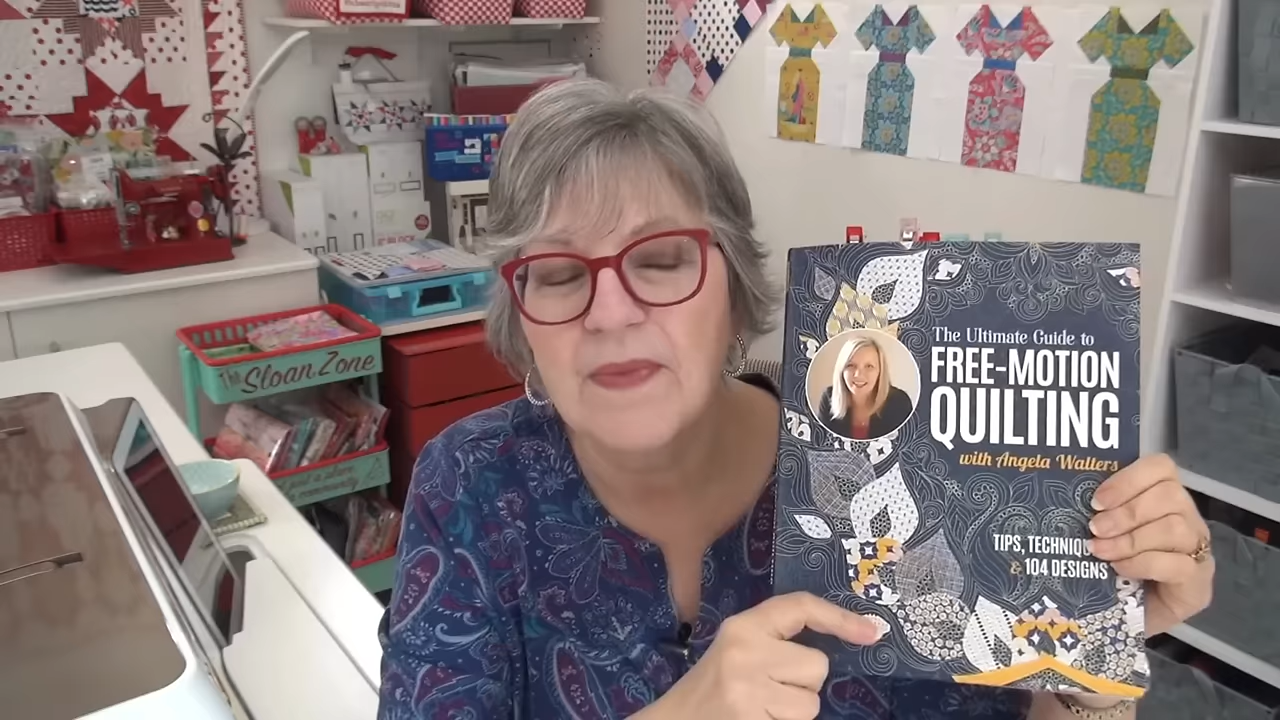 The Sloan Zone
The Ultimate Guide to
FREE-MOTION
QUILTING
with Angela Walters
TIPS, TECHNIQU
& 104 DESIGNS